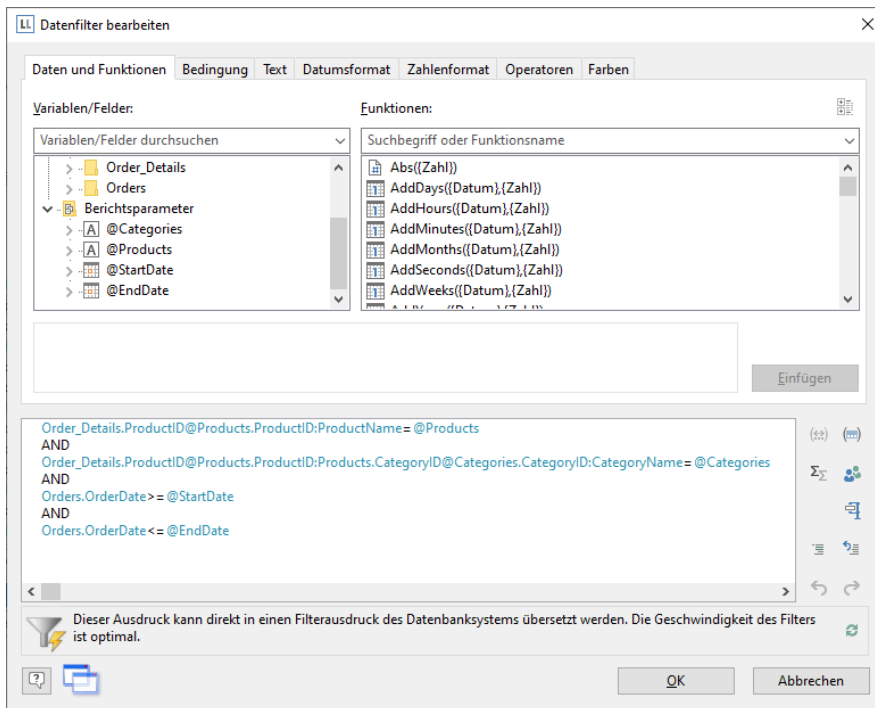 LL Datenfilter bearbeiten
Daten und Funktionen Bedingung Text Datumsformat Zahlenformat Operatoren Farben
Variablen/Felder: Funktionen:
Variablen/Felder durchsuchen Suchbegriff oder Funktionsname
Order_Details Abs({Zahl})
Orders AddDays({Datum},{Zahl})
Berichtsparameter AddHours({Datum},{Zahl})
@Categories AddMinutes({Datum},{Zahl})
@Products AddMonths({Datum},{Zahl})
@StartDate AddSeconds({Datum},{Zahl})
@EndDate AddWeeks({Datum},{Zahl})
Einfügen
Order_Details.ProductID@Products.ProductID:ProductName= @Products
AND
Order_Details.ProductID@Products.ProductID:Products.CategoryID@Categories.CategoryID:CategoryName= @Categories
AND
Orders.OrderDate>= @StartDate
AND
Orders.OrderDate<= @EndDate
Dieser Ausdruck kann direkt in einen Filterausdruck des Datenbanksystems übersetzt werden. Die Geschwindigkeit des Filters
ist optimal.
OK Abbrechen